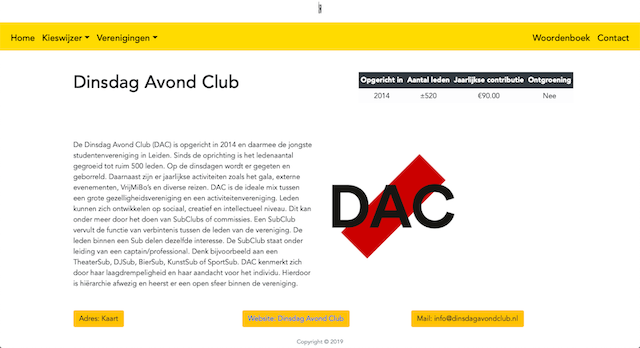 Home Kieswijzer Verenigingen Woordenboek Contact
Dinsdag Avond Club
Opgericht in Aantal leden Jaarlijkse contributie Ontgroening
2014 ±520 €90.00 Nee
De Dinsdag Avond Club (DAC) is opgericht in 2014 en daarmee de jongste
studentenvereniging in Leiden. Sinds de oprichting is het ledenaantal
gegroeid tot ruim 500 leden. Op de dinsdagen wordt er gegeten en
geborreld. Daarnaast zijn er jaarlijkse activiteiten zoals het gala, externe
evenementen, VrijMiBo's en diverse reizen. DAC is de ideale mix tussen
een grote gezelligheidsvereniging en een activiteitenvereniging. Leden
kunnen zich ontwikkelen op sociaal, creatief en intellectueel niveau. Dit kan
onder meer door het doen van SubClubs of commissies. Een SubClub
vervult de functie van verbintenis tussen de leden van de vereniging. De
leden binnen een Sub delen dezelfde interesse. De SubClub staat onder
leiding van een captain/professional. Denk bijvoorbeeld aan een
TheaterSub, DJSub, BierSub, KunstSub of SportSub. DAC kenmerkt zich
door haar laagdrempeligheid en haar aandacht voor het individu. Hierdoor
is hiërarchie afwezig en heerst er een open sfeer binnen de vereniging.
DAC
Adres: Kaart
Website: Dinsdag Avond Club
Mail: info@dinsdagavondclub.nl
Copyright © 2019